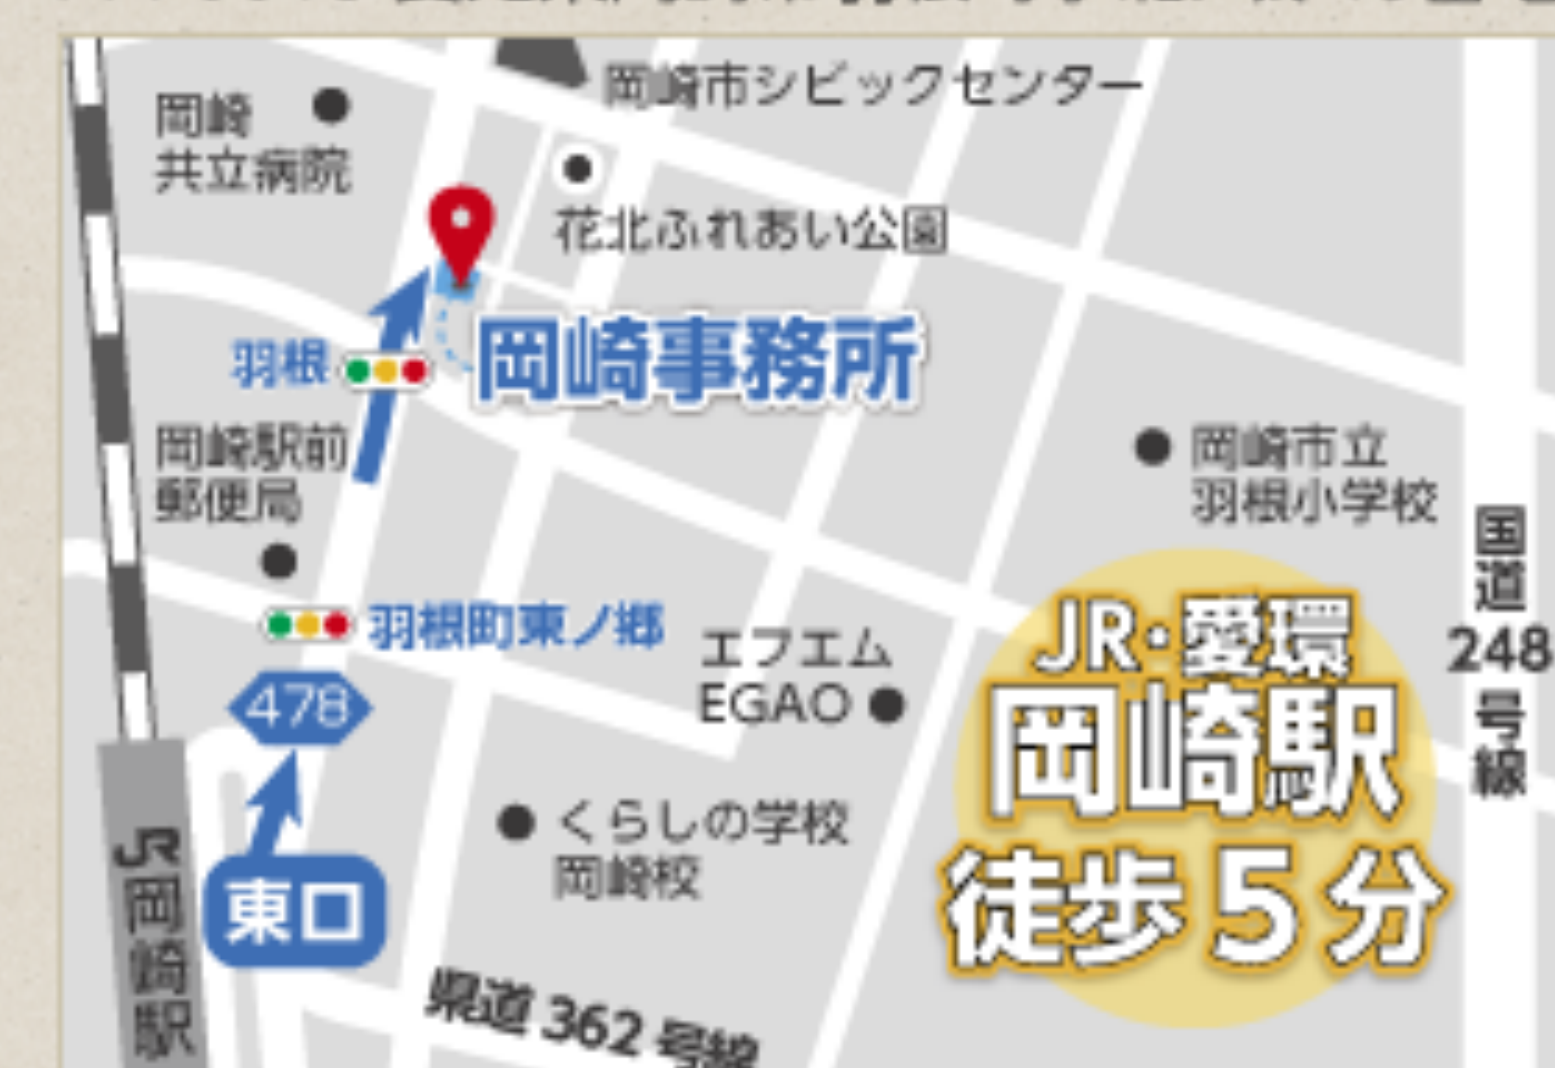 岡崎市シビックセンター
岡崎
共立病院
花北ふれあい公園
岡崎事務所
羽根
岡崎駅前
郵便局
岡崎市立
羽根小学校
国道
248
号線
羽根町東ノ郷
エフエム
EGAO
JR・愛環
岡崎駅
徒歩5分
478
くらしの学校
岡崎校
東口
JR岡崎駅
県道 362 号線